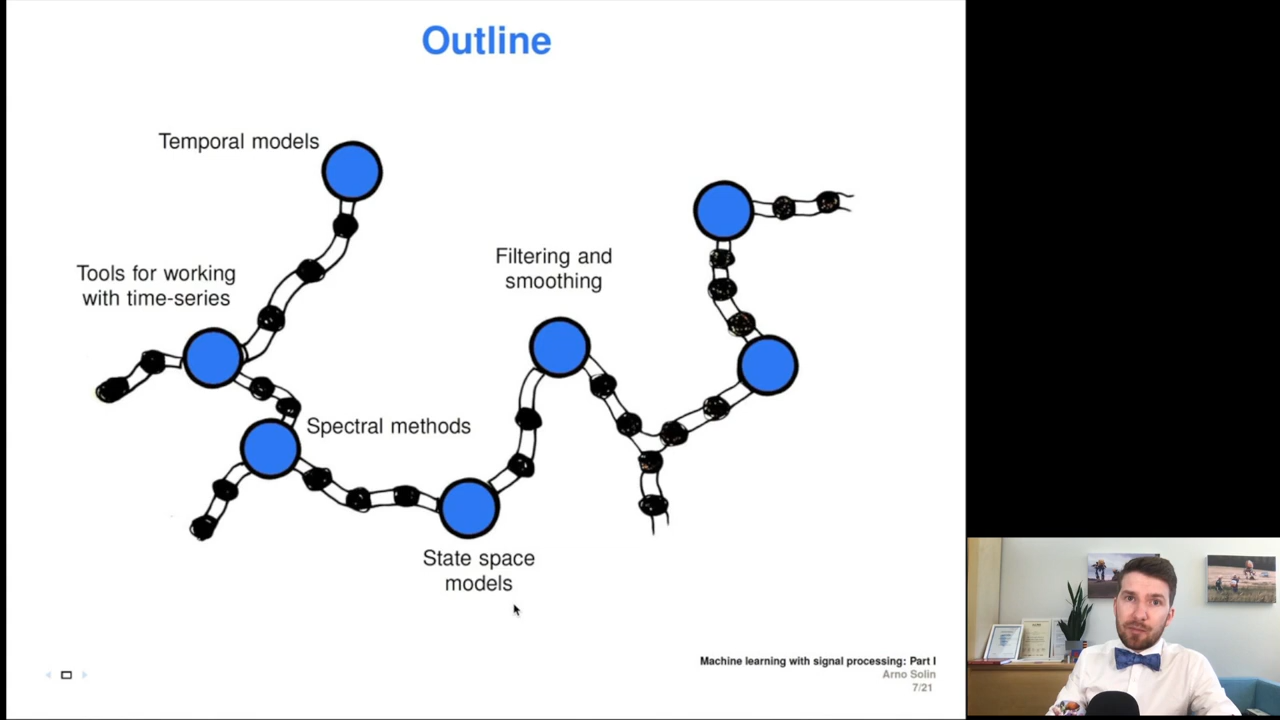 Outline
Temporal models
Tools for working
with time-series
Filtering and
smoothing
Spectral methods
State space
models
Machine learning with signal processing: Part I
Arno Solin
7/21